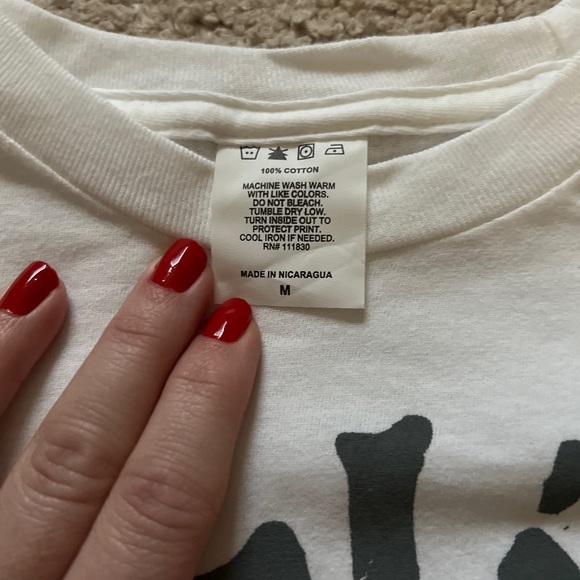 100% COTTON
MACHINE WASH WARM
WITH LIKE COLORS.
DO NOT BLEACH.
TUMBLE DRY LOW.
TURN INSIDE OUT TO
PROTECT PRINT.
COOL IRON IF NEEDED.
RN# 111830
MADE IN NICARAGUA
M